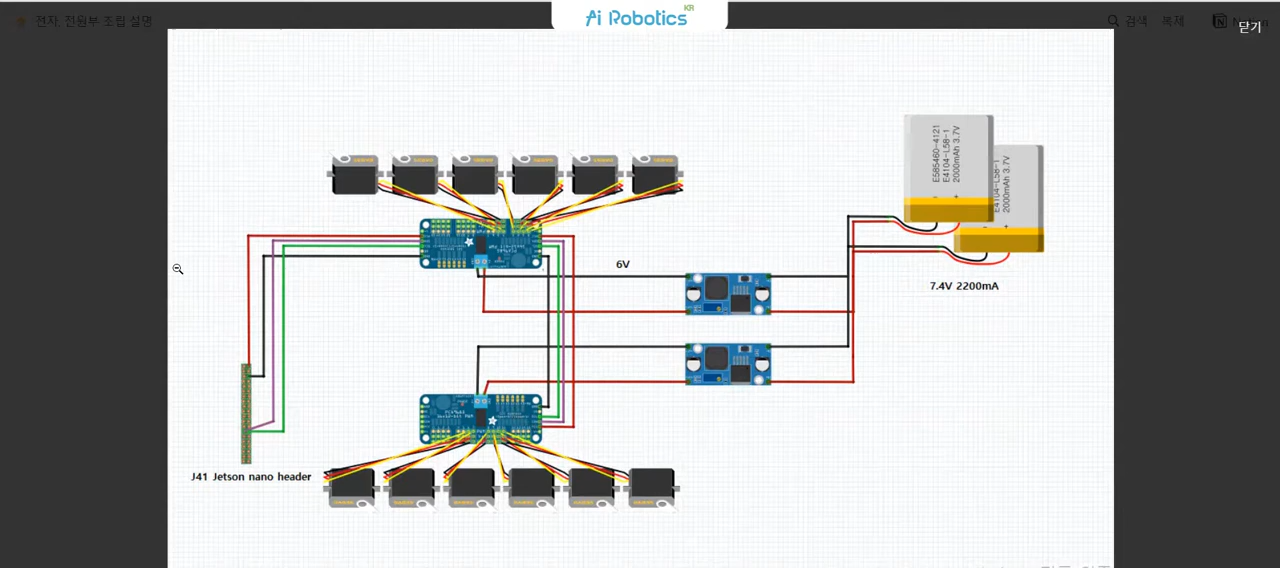 KR
Ai Robotics
전자, 전원부 조립 설명
검색
복제
닫기
E585460-4121
E4104-L58-1
2000mAh 3.7V
E4104-L58-1
2000mAh 3.7V
- +
- +
6V
7.4V 2200mA
J41 Jetson nano header